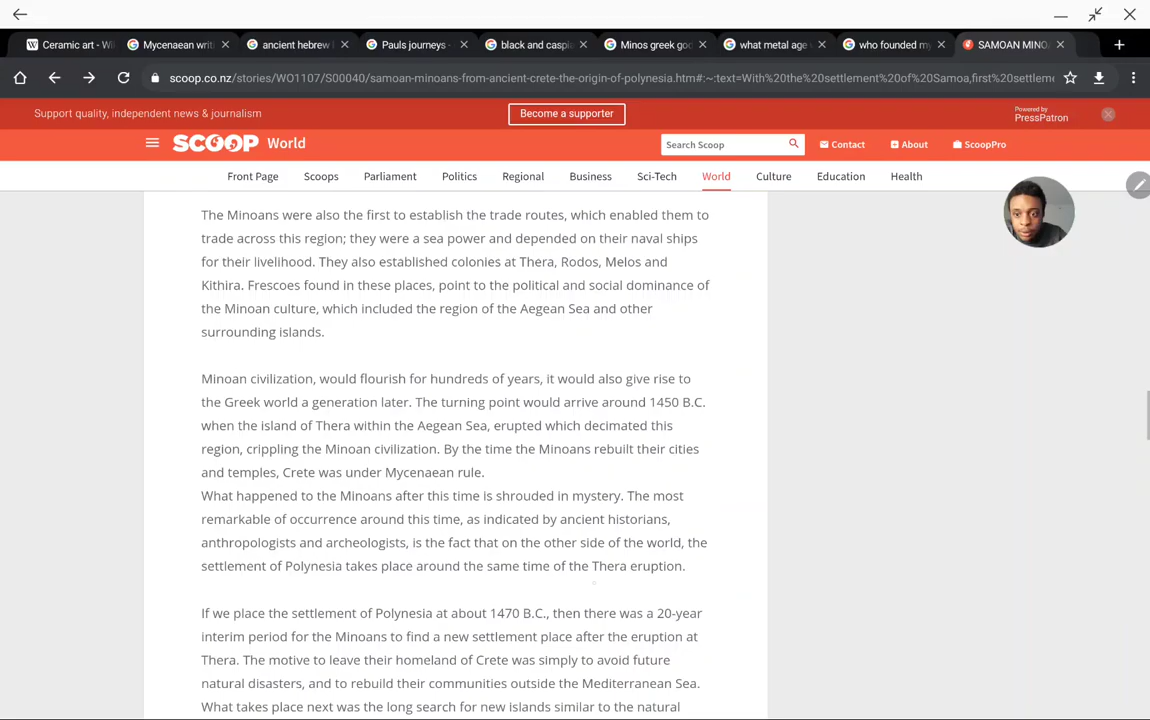 Ceramic art - Wi
Mycenaean writ
ancient hebrew
Pauls journeys -
black and caspi
Minos greek go
what metal age
who founded m
SAMOAN MINO
scoop.co.nz/stories/WO1107/S00040/samoan-minoans-from-ancient-crete-the-origin-of-polynesia.htm#:~:text=With%20the%20settlement%20of%20Samoa,first%20settleme
Support quality, independent news & journalism
Become a supporter
Powered by
PressPatron
SCOOP World
Search Scoop
Contact
About
ScoopPro
Front Page
Scoops
Parliament
Politics
Regional
Business
Sci-Tech
World
Culture
Education
Health
The Minoans were also the first to establish the trade routes, which enabled them to
trade across this region; they were a sea power and depended on their naval ships
for their livelihood. They also established colonies at Thera, Rodos, Melos and
Kithira. Frescoes found in these places, point to the political and social dominance of
the Minoan culture, which included the region of the Aegean Sea and other
surrounding islands.
Minoan civilization, would flourish for hundreds of years, it would also give rise to
the Greek world a generation later. The turning point would arrive around 1450 B.C.
when the island of Thera within the Aegean Sea, erupted which decimated this
region, crippling the Minoan civilization. By the time the Minoans rebuilt their cities
and temples, Crete was under Mycenaean rule.
What happened to the Minoans after this time is shrouded in mystery. The most
remarkable of occurrence around this time, as indicated by ancient historians,
anthropologists and archeologists, is the fact that on the other side of the world, the
settlement of Polynesia takes place around the same time of the Thera eruption.
If we place the settlement of Polynesia at about 1470 B.C., then there was a 20-year
interim period for the Minoans to find a new settlement place after the eruption at
Thera. The motive to leave their homeland of Crete was simply to avoid future
natural disasters, and to rebuild their communities outside the Mediterranean Sea.
What takes place next was the long search for new islands similar to the natural